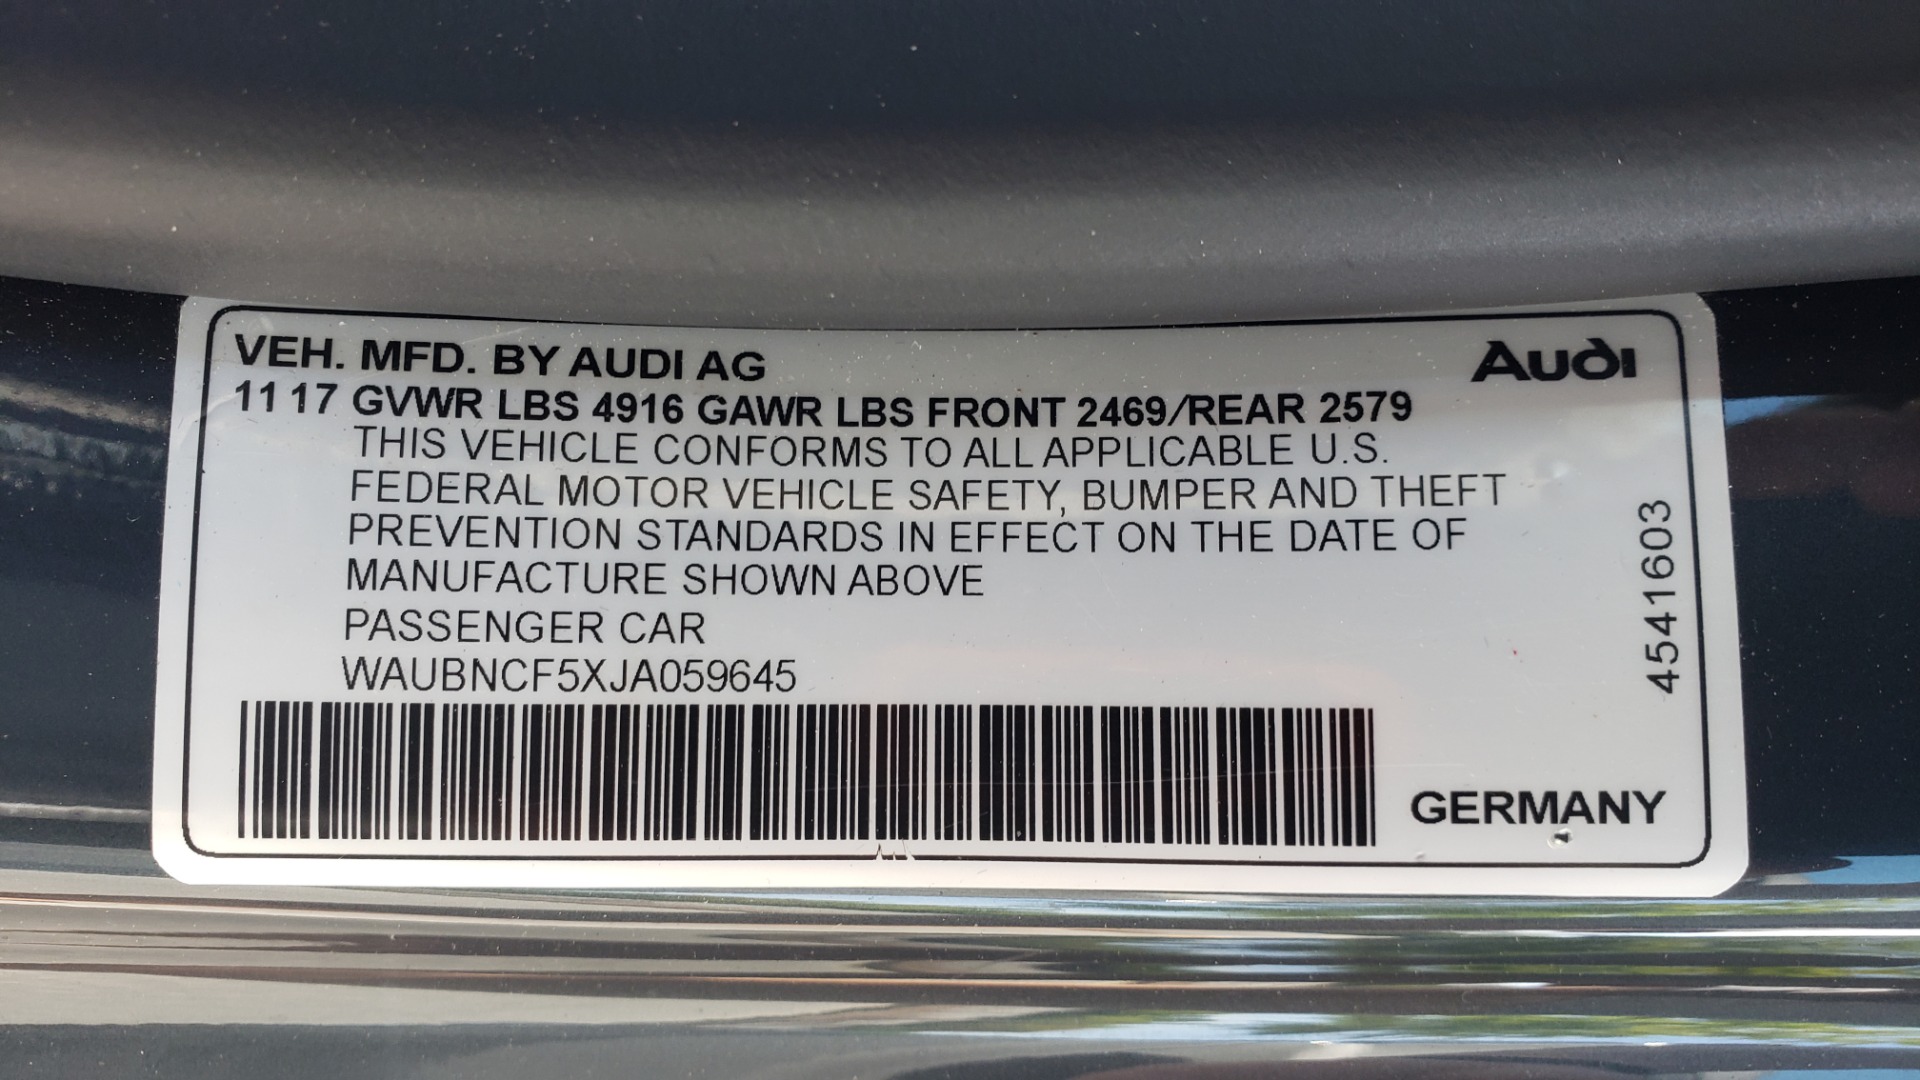 VEH. MFD. BY AUDI AG
Audi
11 17 GVWR LBS 4916 GAWR LBS FRONT 2469/REAR 2579
THIS VEHICLE CONFORMS TO ALL APPLICABLE U.S.
FEDERAL MOTOR VEHICLE SAFETY, BUMPER AND THEFT
PREVENTION STANDARDS IN EFFECT ON THE DATE OF
MANUFACTURE SHOWN ABOVE
PASSENGER CAR
WAUBNCF5XJA059645
4541603
GERMANY